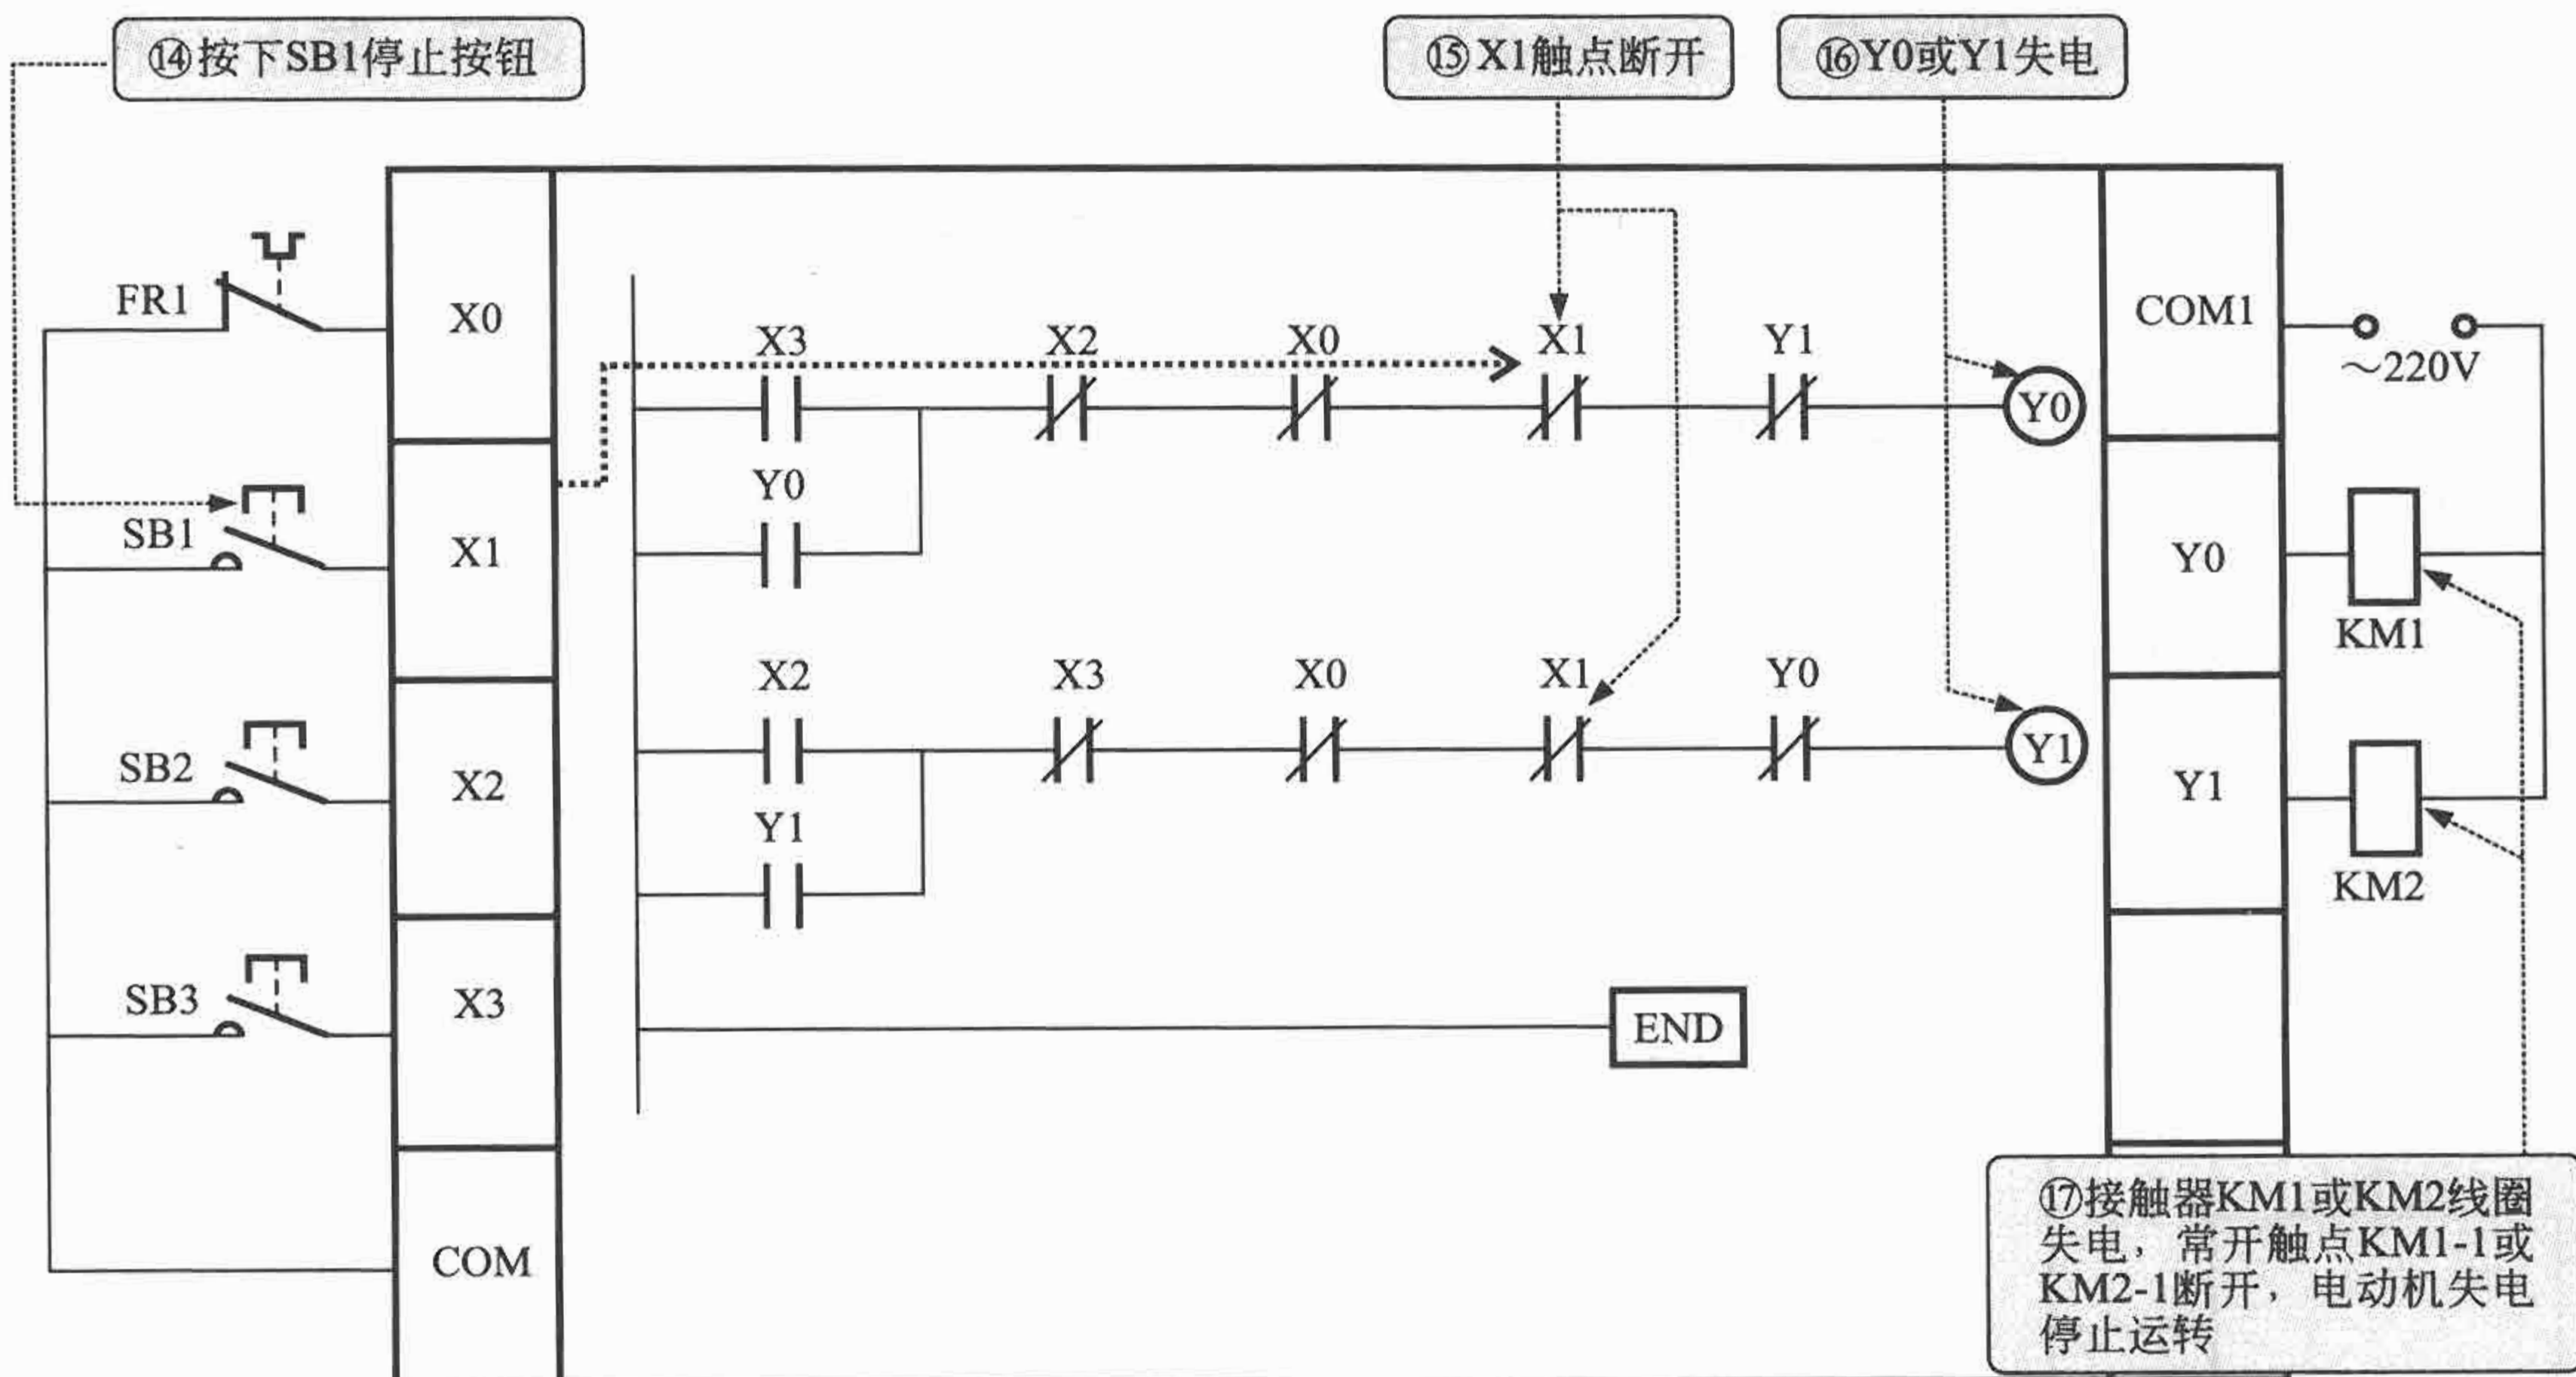 ⑭按下SB1停止按钮
⑮X1触点断开
⑯Y0或Y1失电
FR1
X0
COM1
~220V
X3
X2
X0
X1
Y1
Y0
Y0
SB1
X1
Y0
KM1
X2
X3
X0
X1
Y0
Y1
Y1
SB2
X2
Y1
KM2
SB3
X3
END
COM
⑰接触器KM1或KM2线圈
失电，常开触点KM1-1或
KM2-1断开，电动机失电
停止运转